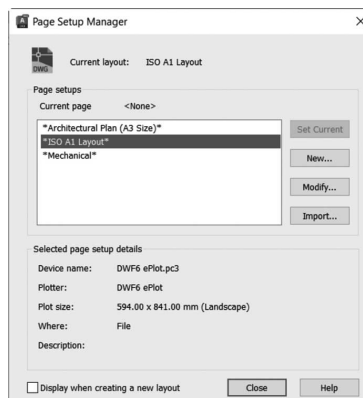 Page Setup Manager
DWG
Current layout: ISO A1 Layout
Page setups
Current page <None>
*Architectural Plan (A3 Size)*
*ISO A1 Layout*
*Mechanical*
Set Current
New...
Modify...
Import...
Selected page setup details
Device name: DWF6 ePlot.pc3
Plotter: DWF6 ePlot
Plot size: 594.00 x 841.00 mm (Landscape)
Where: File
Description:
Display when creating a new layout
Close
Help